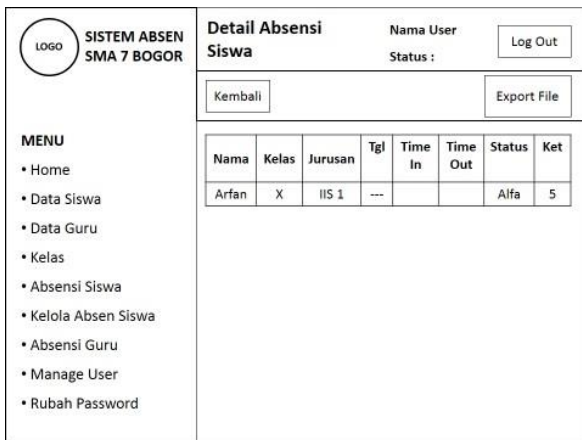 LOGO
SISTEM ABSEN
SMA 7 BOGOR
Detail Absensi
Siswa
Nama User
Status :
Log Out
Kembali
Export File
MENU
• Home
• Data Siswa
• Data Guru
• Kelas
• Absensi Siswa
• Kelola Absen Siswa
• Absensi Guru
• Manage User
• Rubah Password
Nama Kelas Jurusan Tgl Time In Time Out Status Ket
Arfan X IIS 1 --- Alfa 5